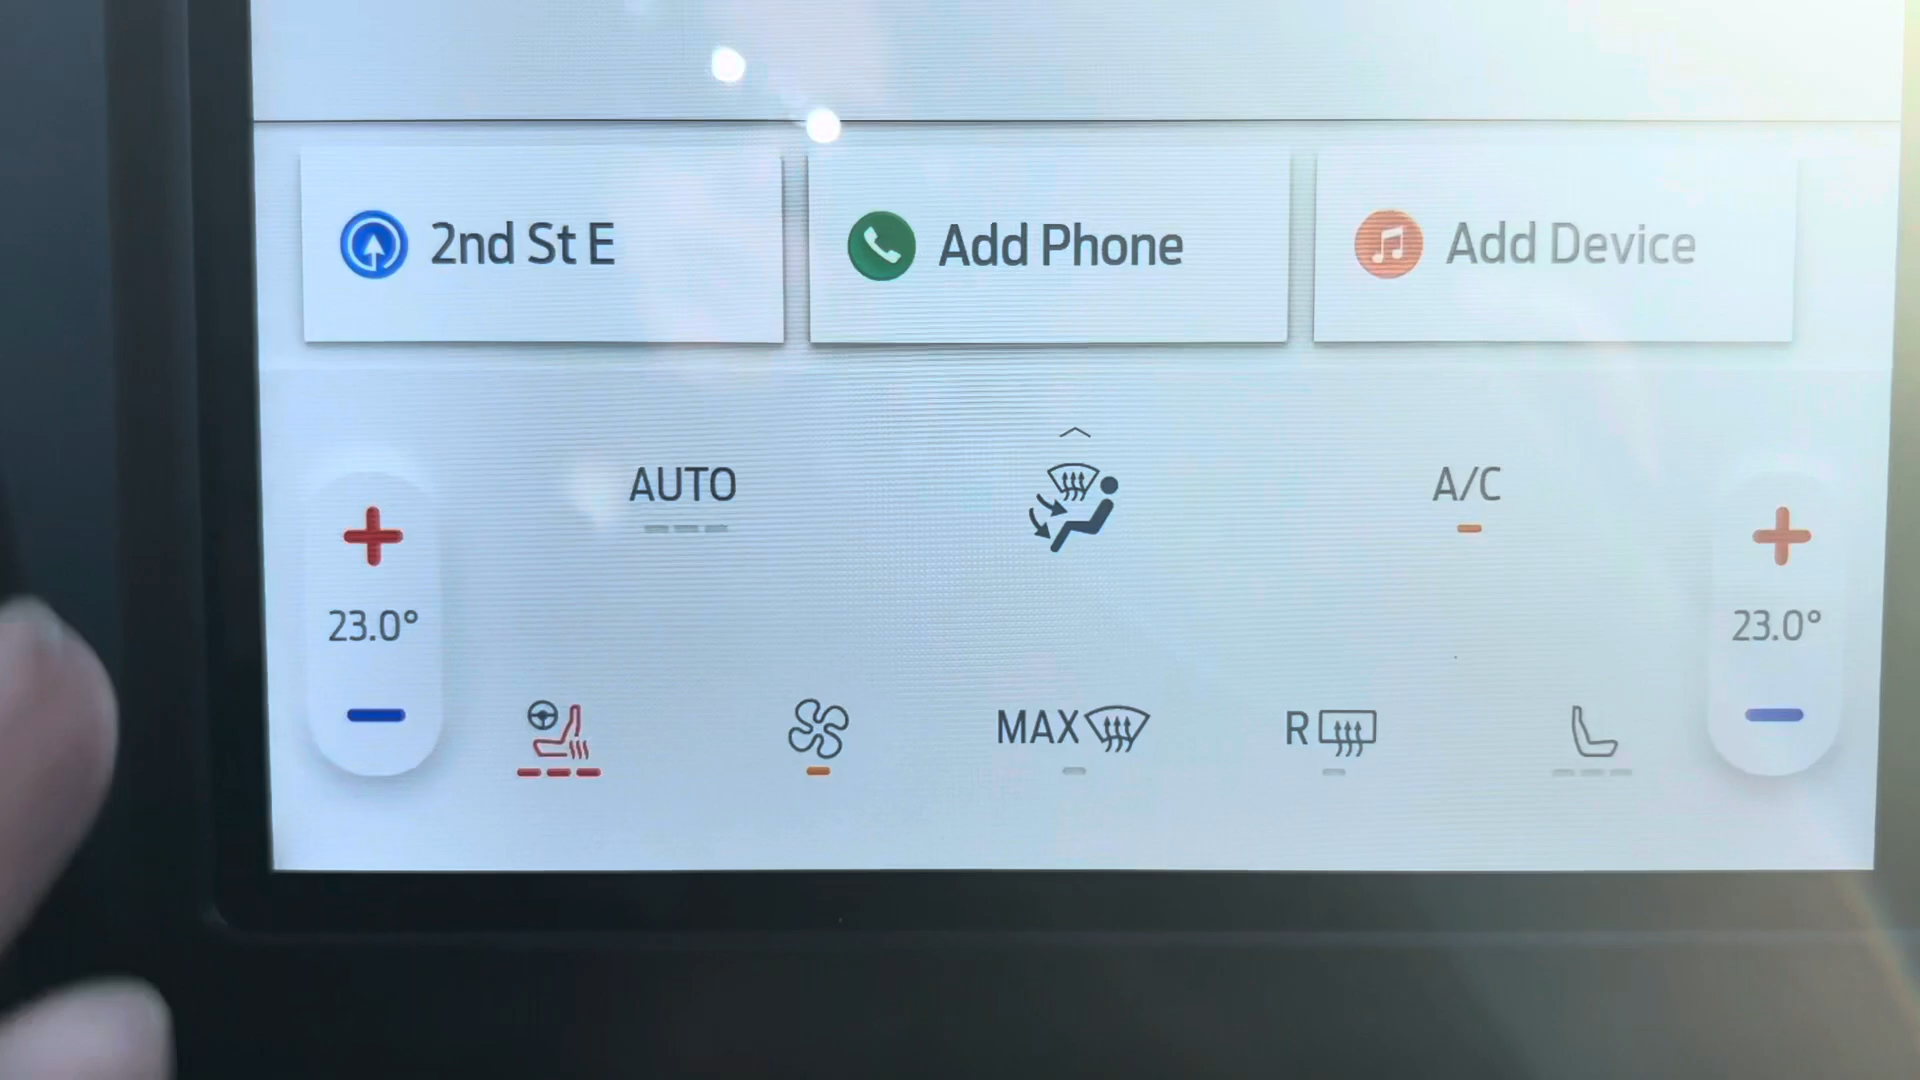 2nd St E
Add Phone
Add Device
AUTO
A/C
23.0°
23.0°
MAX
R